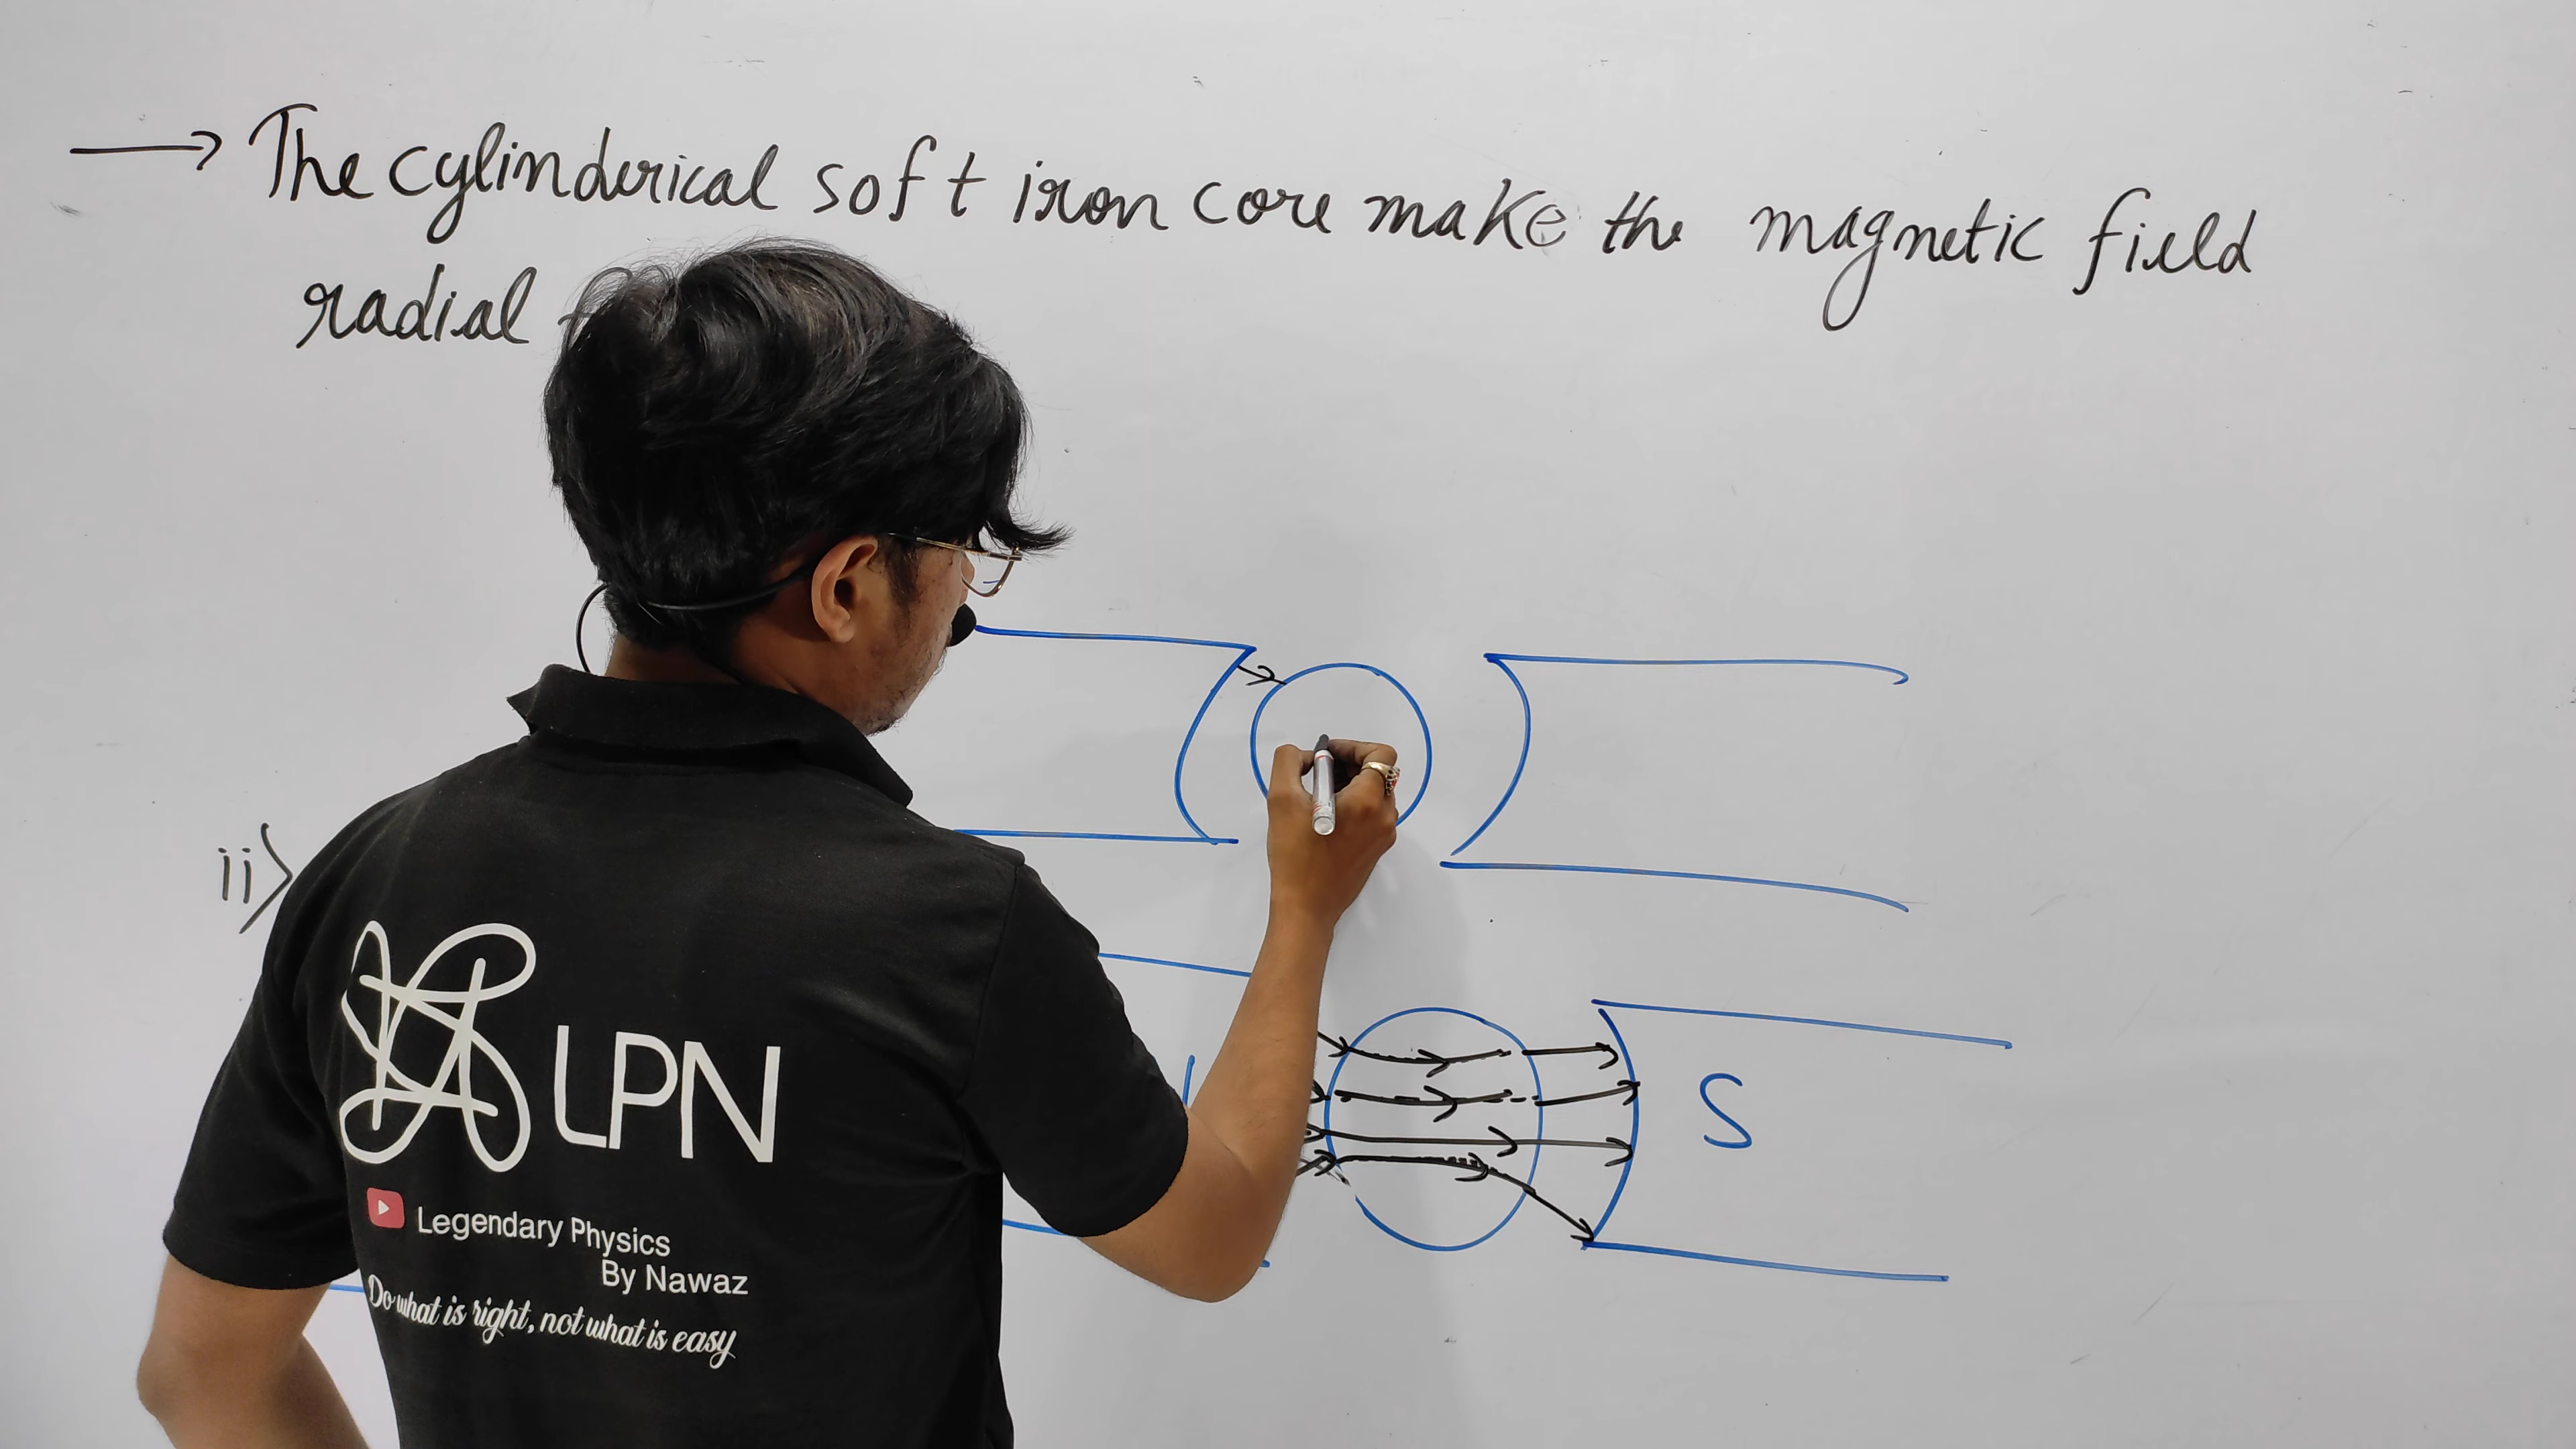 → The cylinderical soft iron core make the magnetic field
radial
ii)
S
LPN
Legendary Physics
By Nawaz
Do what is right, not what is easy